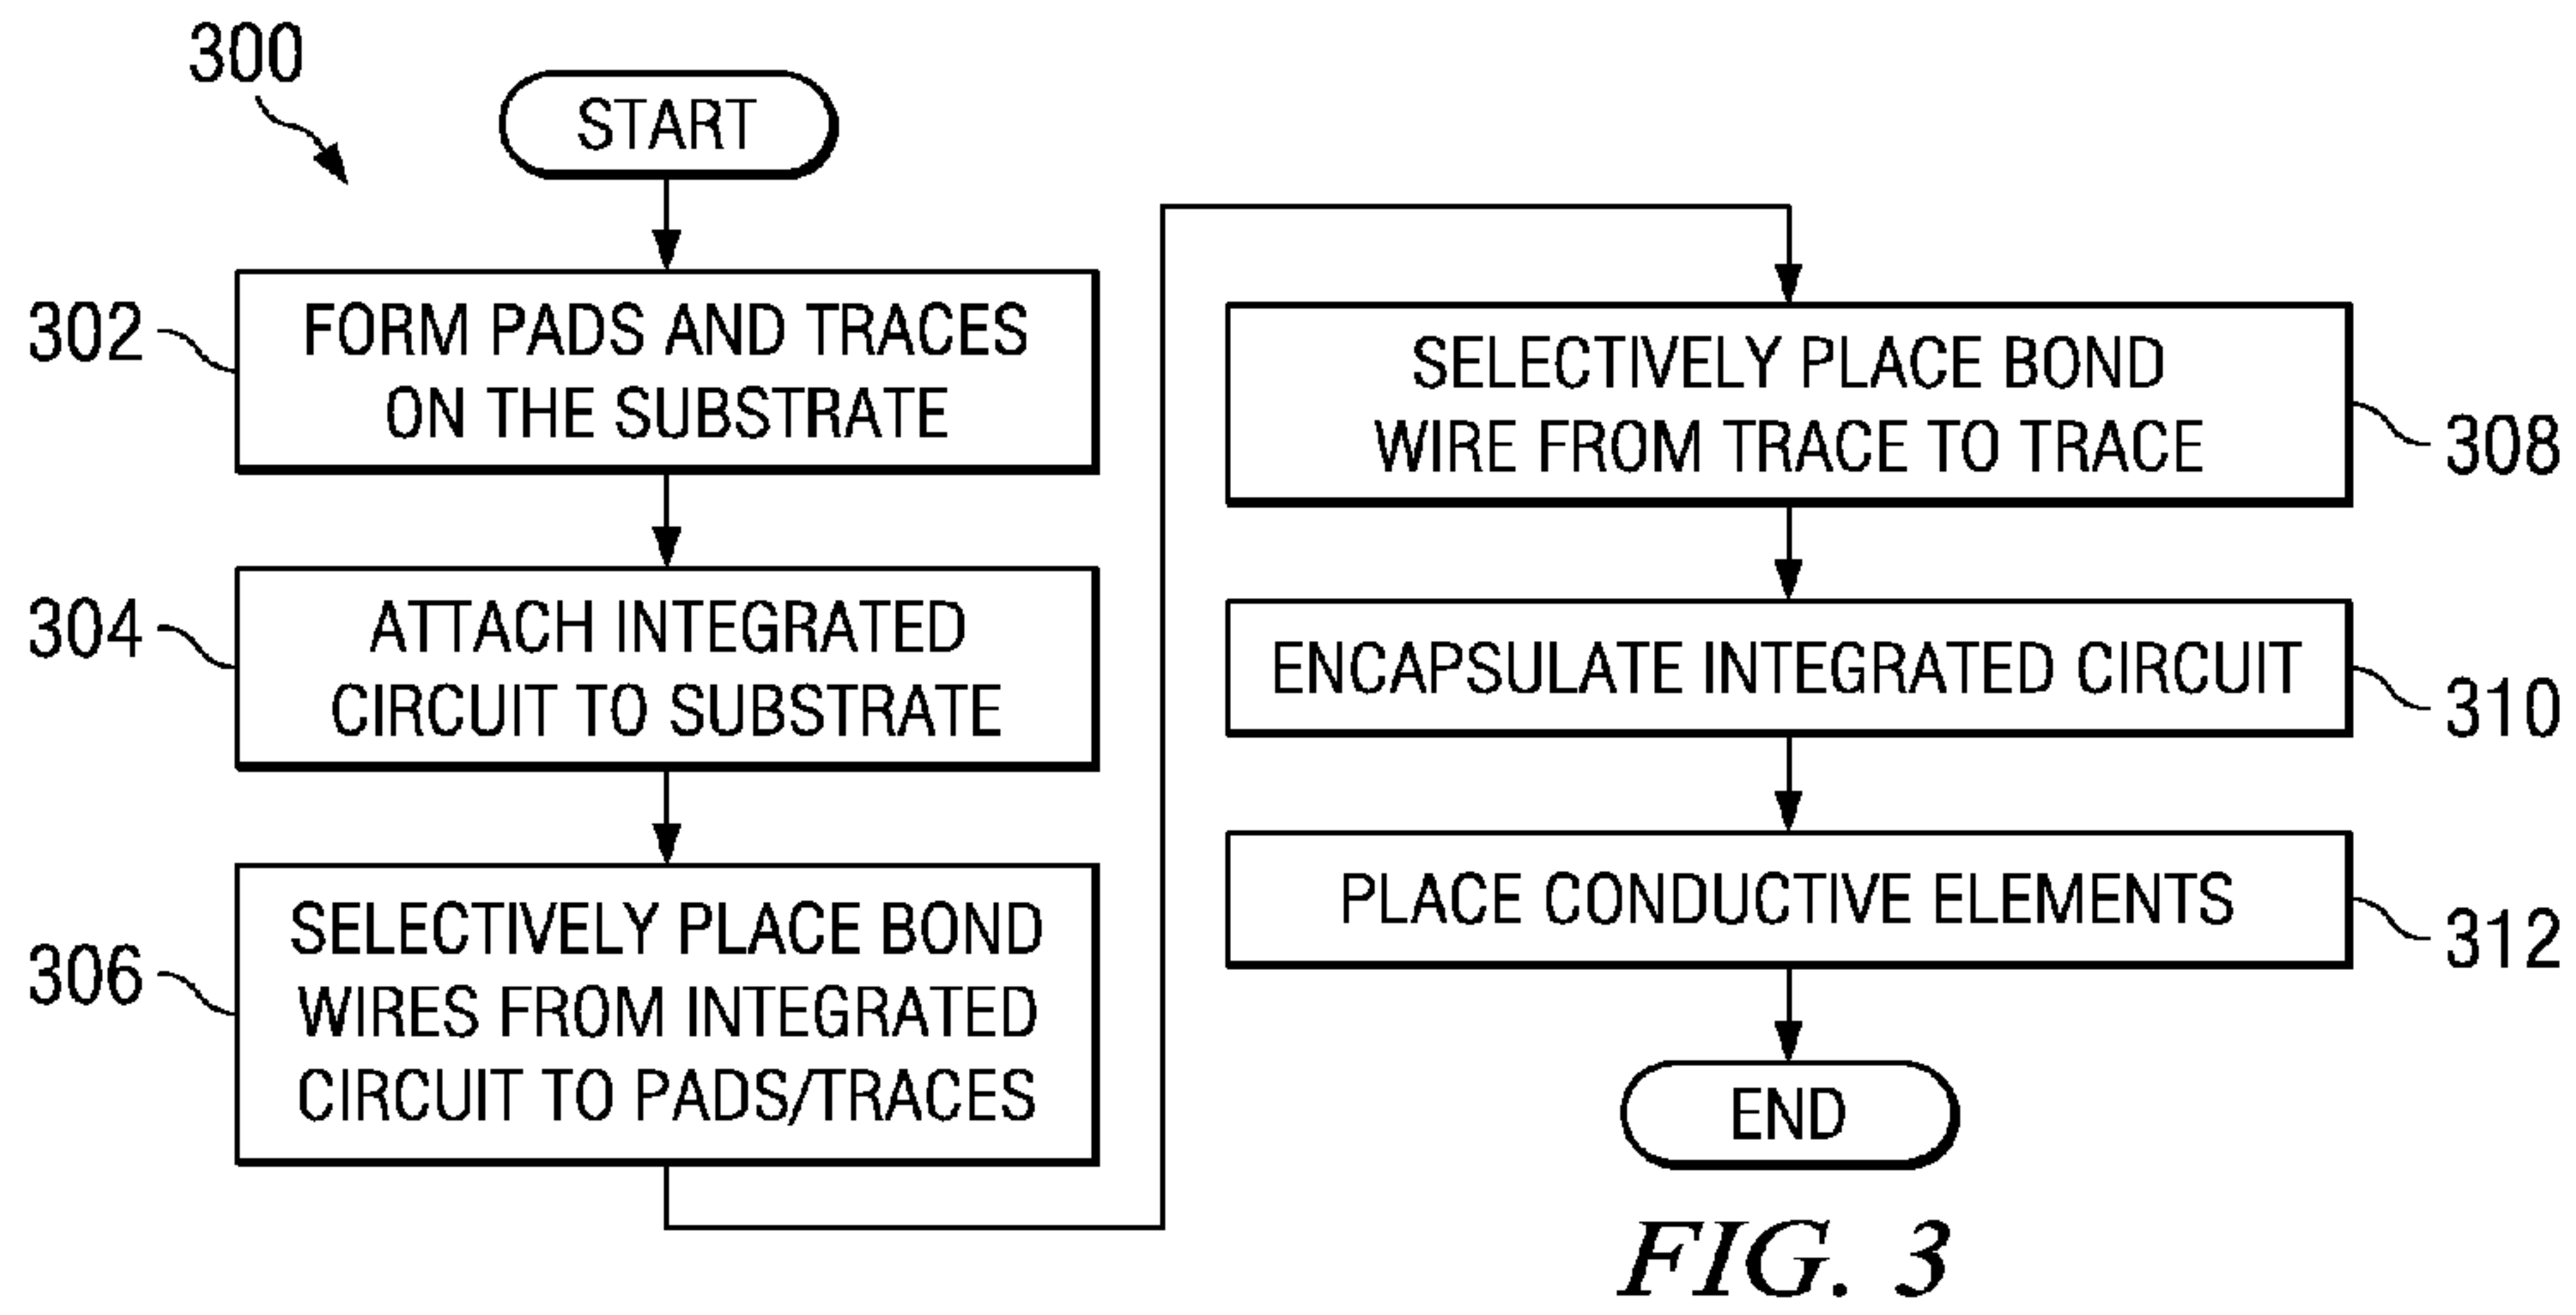 300
START
302
FORM PADS AND TRACES
ON THE SUBSTRATE
304
ATTACH INTEGRATED
CIRCUIT TO SUBSTRATE
306
SELECTIVELY PLACE BOND
WIRES FROM INTEGRATED
CIRCUIT TO PADS/TRACES
SELECTIVELY PLACE BOND
WIRE FROM TRACE TO TRACE
308
ENCAPSULATE INTEGRATED CIRCUIT
310
PLACE CONDUCTIVE ELEMENTS
312
END
FIG. 3